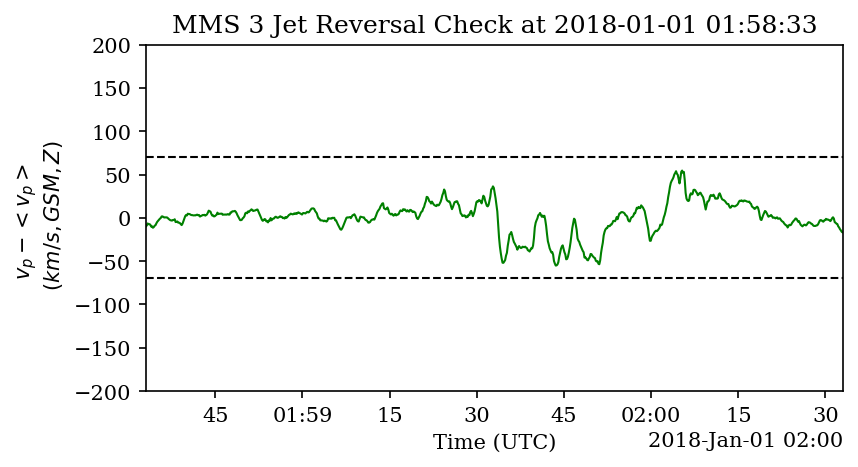 MMS 3 Jet Reversal Check at 2018-01-01 01:58:33
200
150
100
50
0
−50
−100
−150
−200
v_p − < v_p >
(km/s, GSM, Z)
45 01:59 15 30 45 02:00 15 30
Time (UTC) 2018-Jan-01 02:00